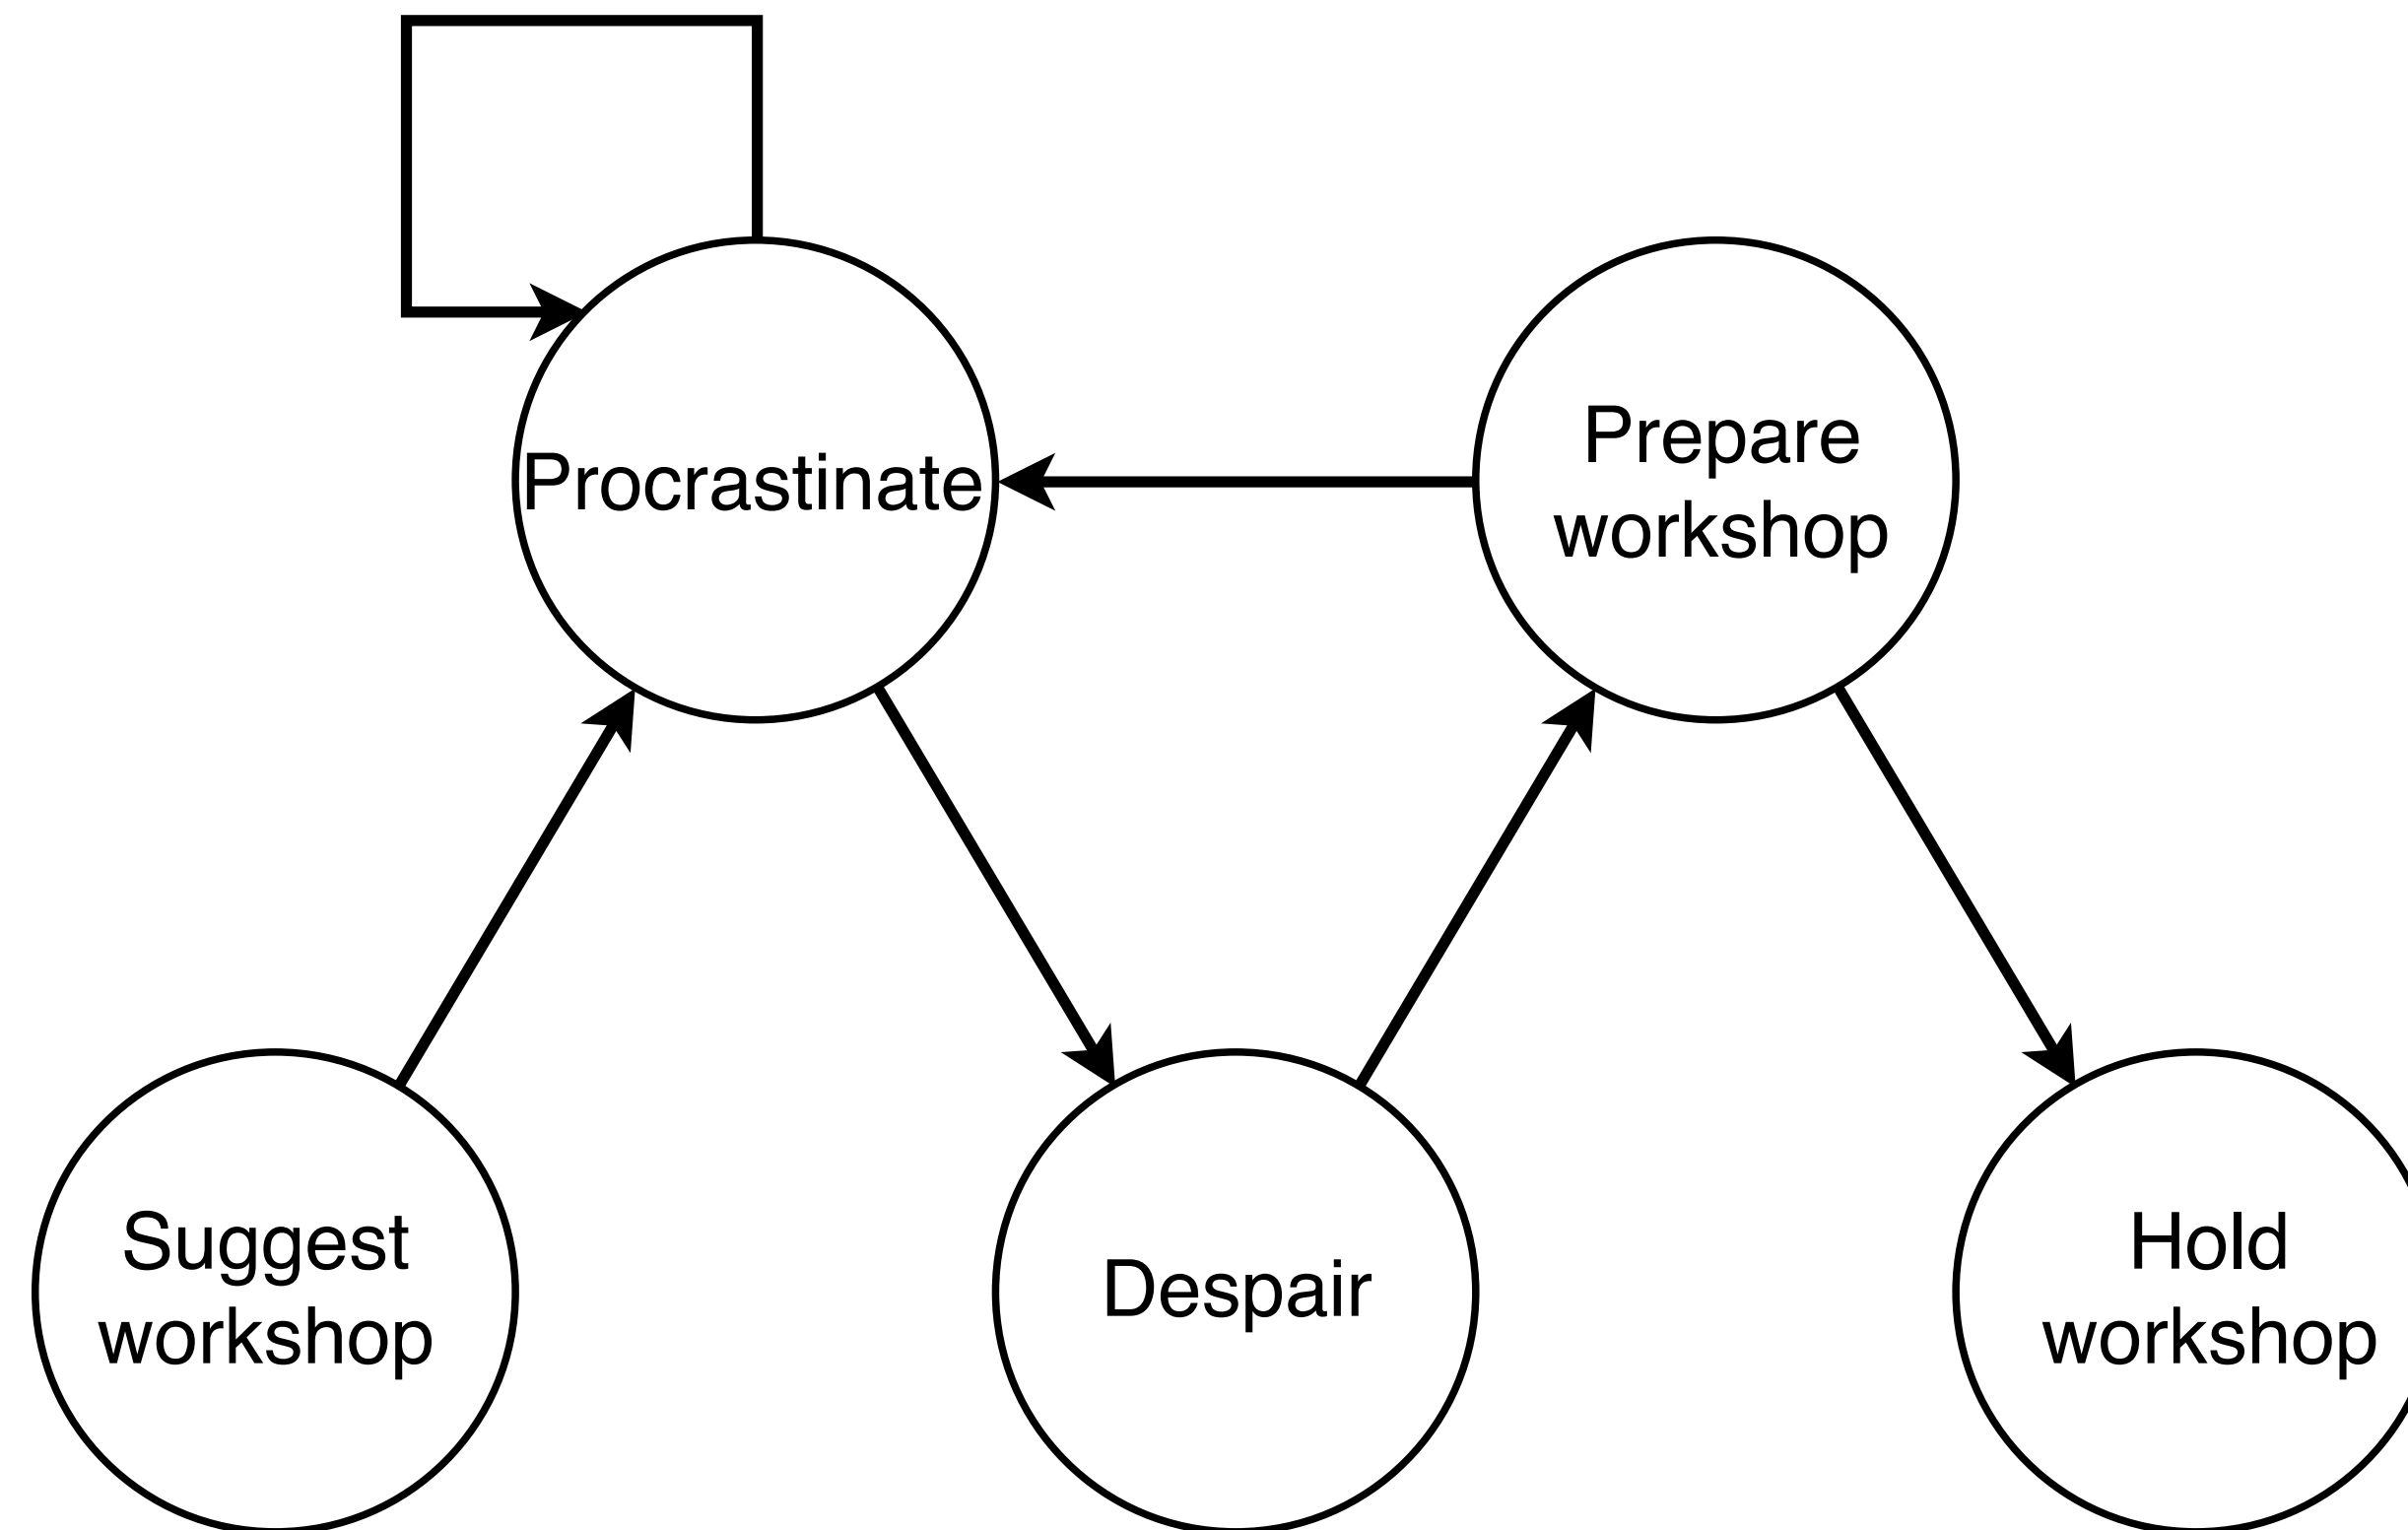 Procrastinate
Prepare
workshop
Suggest
workshop
Despair
Hold
workshop